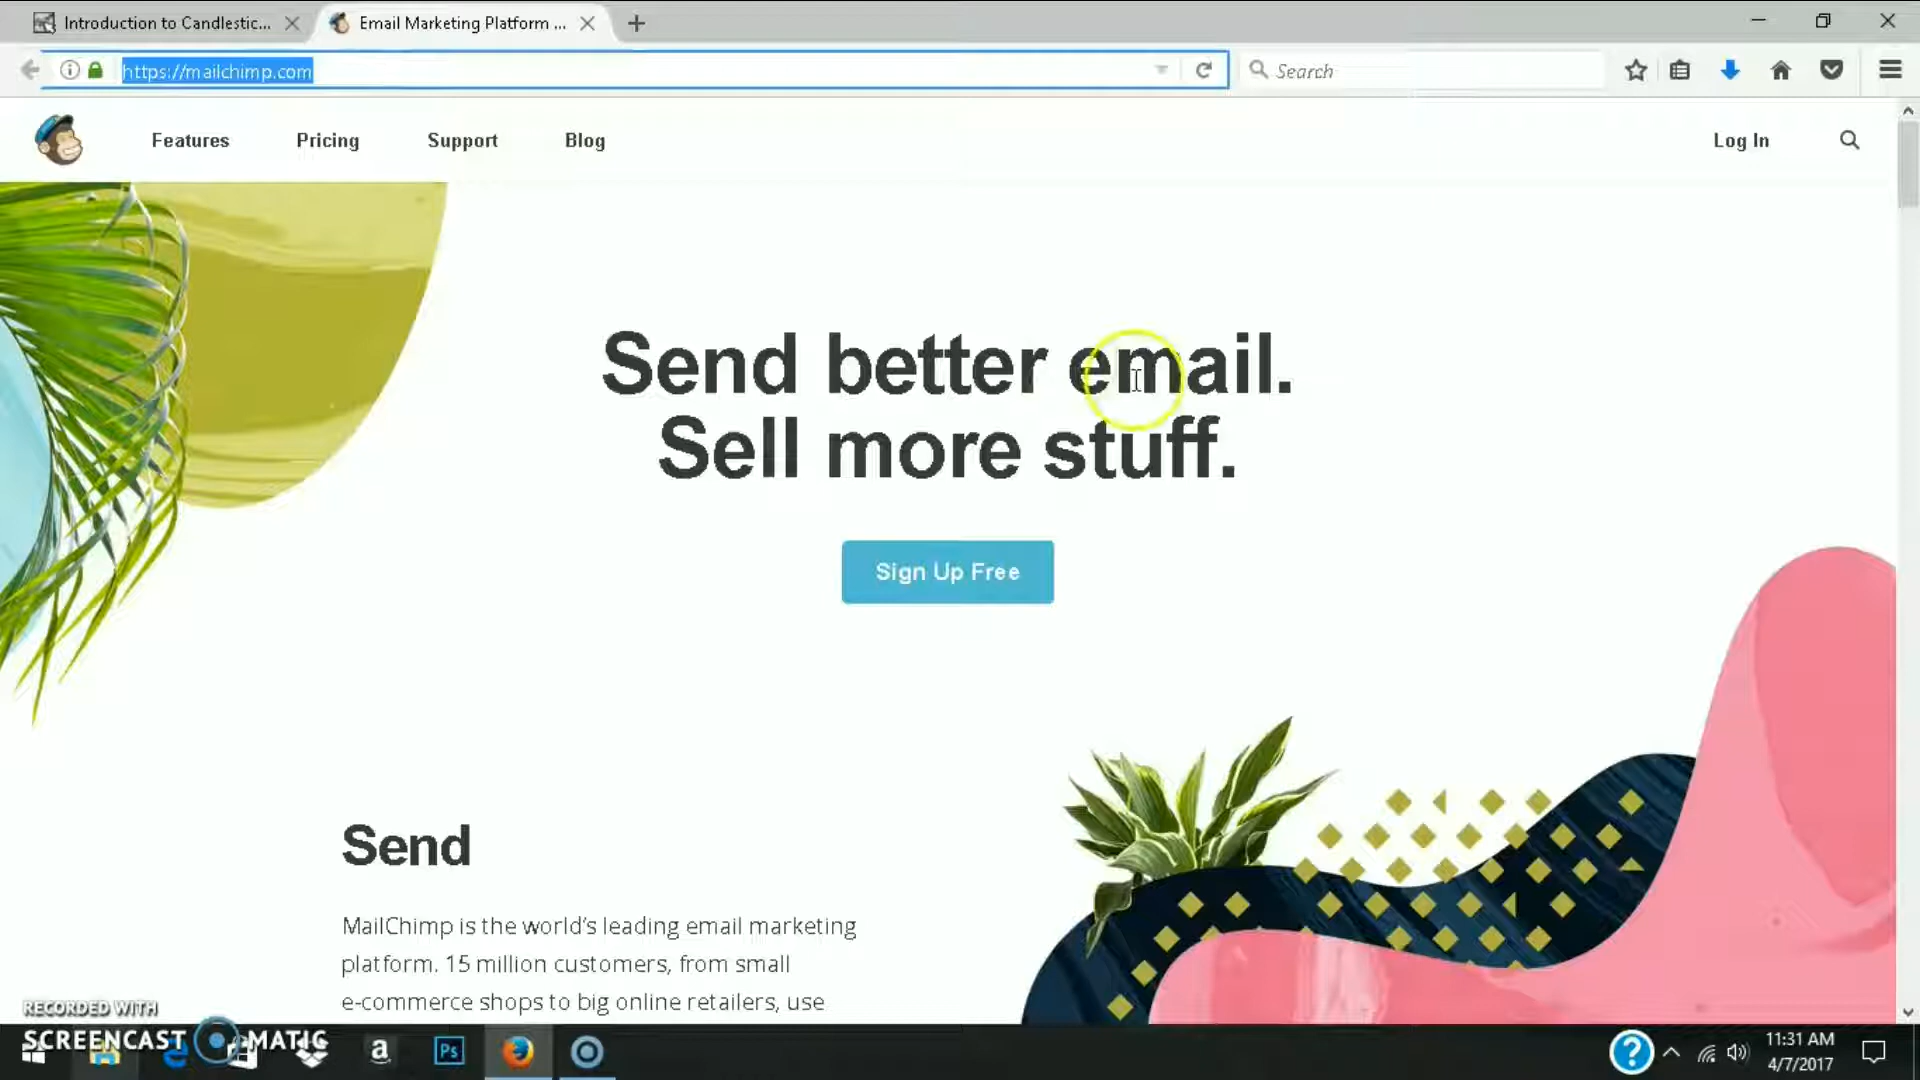 Introduction to Candlestic...
Email Marketing Platform ...
https://mailchimp.com
Search
Features
Pricing
Support
Blog
Log In
Send better email.
Sell more stuff.
Sign Up Free
Send
MailChimp is the world's leading email marketing
platform. 15 million customers, from small
e-commerce shops to big online retailers, use
RECORDED WITH
SCREENCAST MATIC
a
Ps
?
11:31 AM
4/7/2017